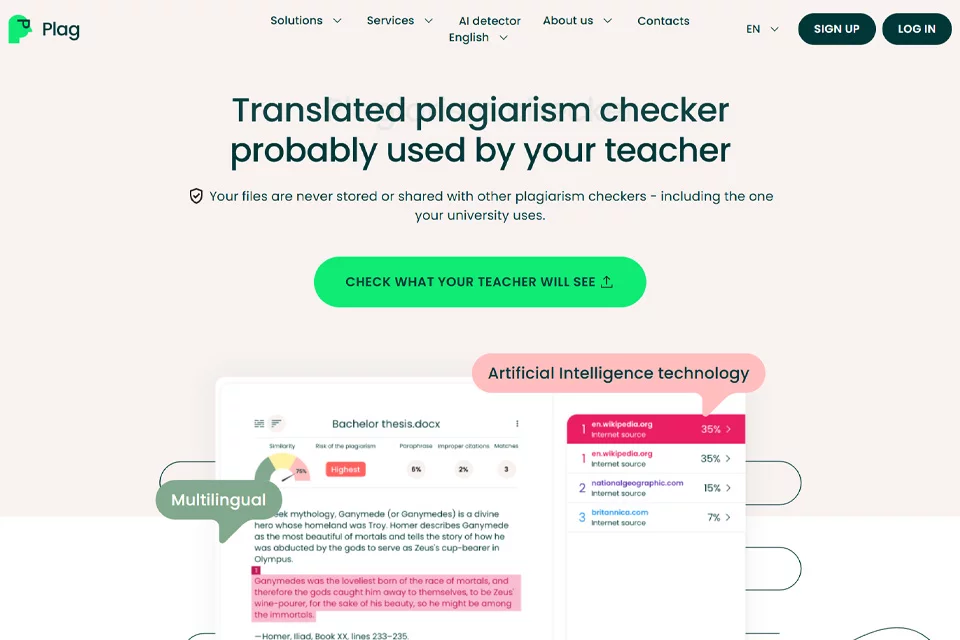 Plag
Solutions
Services
AI detector
About us
Contacts
English
EN
SIGN UP
LOG IN
Translated plagiarism checker
probably used by your teacher
Your files are never stored or shared with other plagiarism checkers - including the one
your university uses.
CHECK WHAT YOUR TEACHER WILL SEE
Artificial Intelligence technology
Bachelor thesis.docx
Similarity
Risk of the plagiarism
Paraphrase
Improper citations
Matches
75%
Highest
6%
2%
3
Multilingual
eek mythology, Ganymede (or Ganymedes) is a divine
hero whose homeland was Troy. Homer describes Ganymede
as the most beautiful of mortals and tells the story of how he
was abducted by the gods to serve as Zeus's cup-bearer in
Olympus.
1
Ganymedes was the loveliest born of the race of mortals, and
therefore the gods caught him away to themselves, to be Zeus'
wine-pourer, for the sake of his beauty, so he might be among
the immortals.
—Homer, Iliad, Book XX, lines 233-235.
1 en.wikipedia.org 35%
Internet source
1 en.wikipedia.org 35%
Internet source
2 nationalgeographic.com 15%
Internet source
3 britannica.com 7%
Internet source